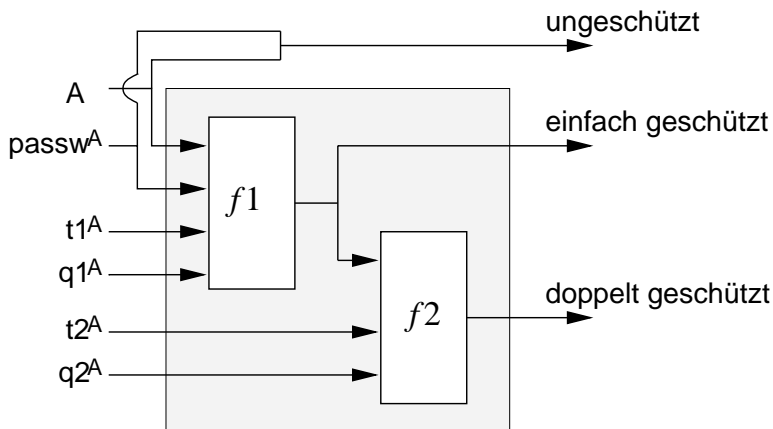 ungeschützt
A
einfach geschützt
passwᴬ
f1
t1ᴬ
q1ᴬ
doppelt geschützt
t2ᴬ
f2
q2ᴬ